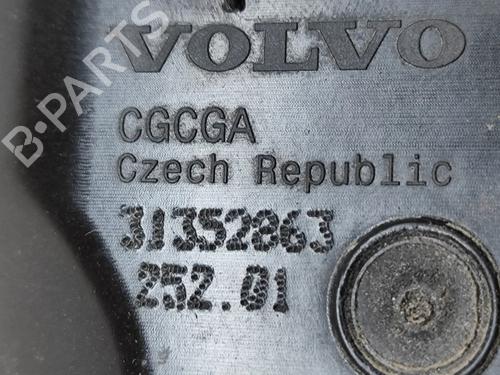 VOLVO
B-PARTS
CGCGA
Czech Republic
31352863
252.01